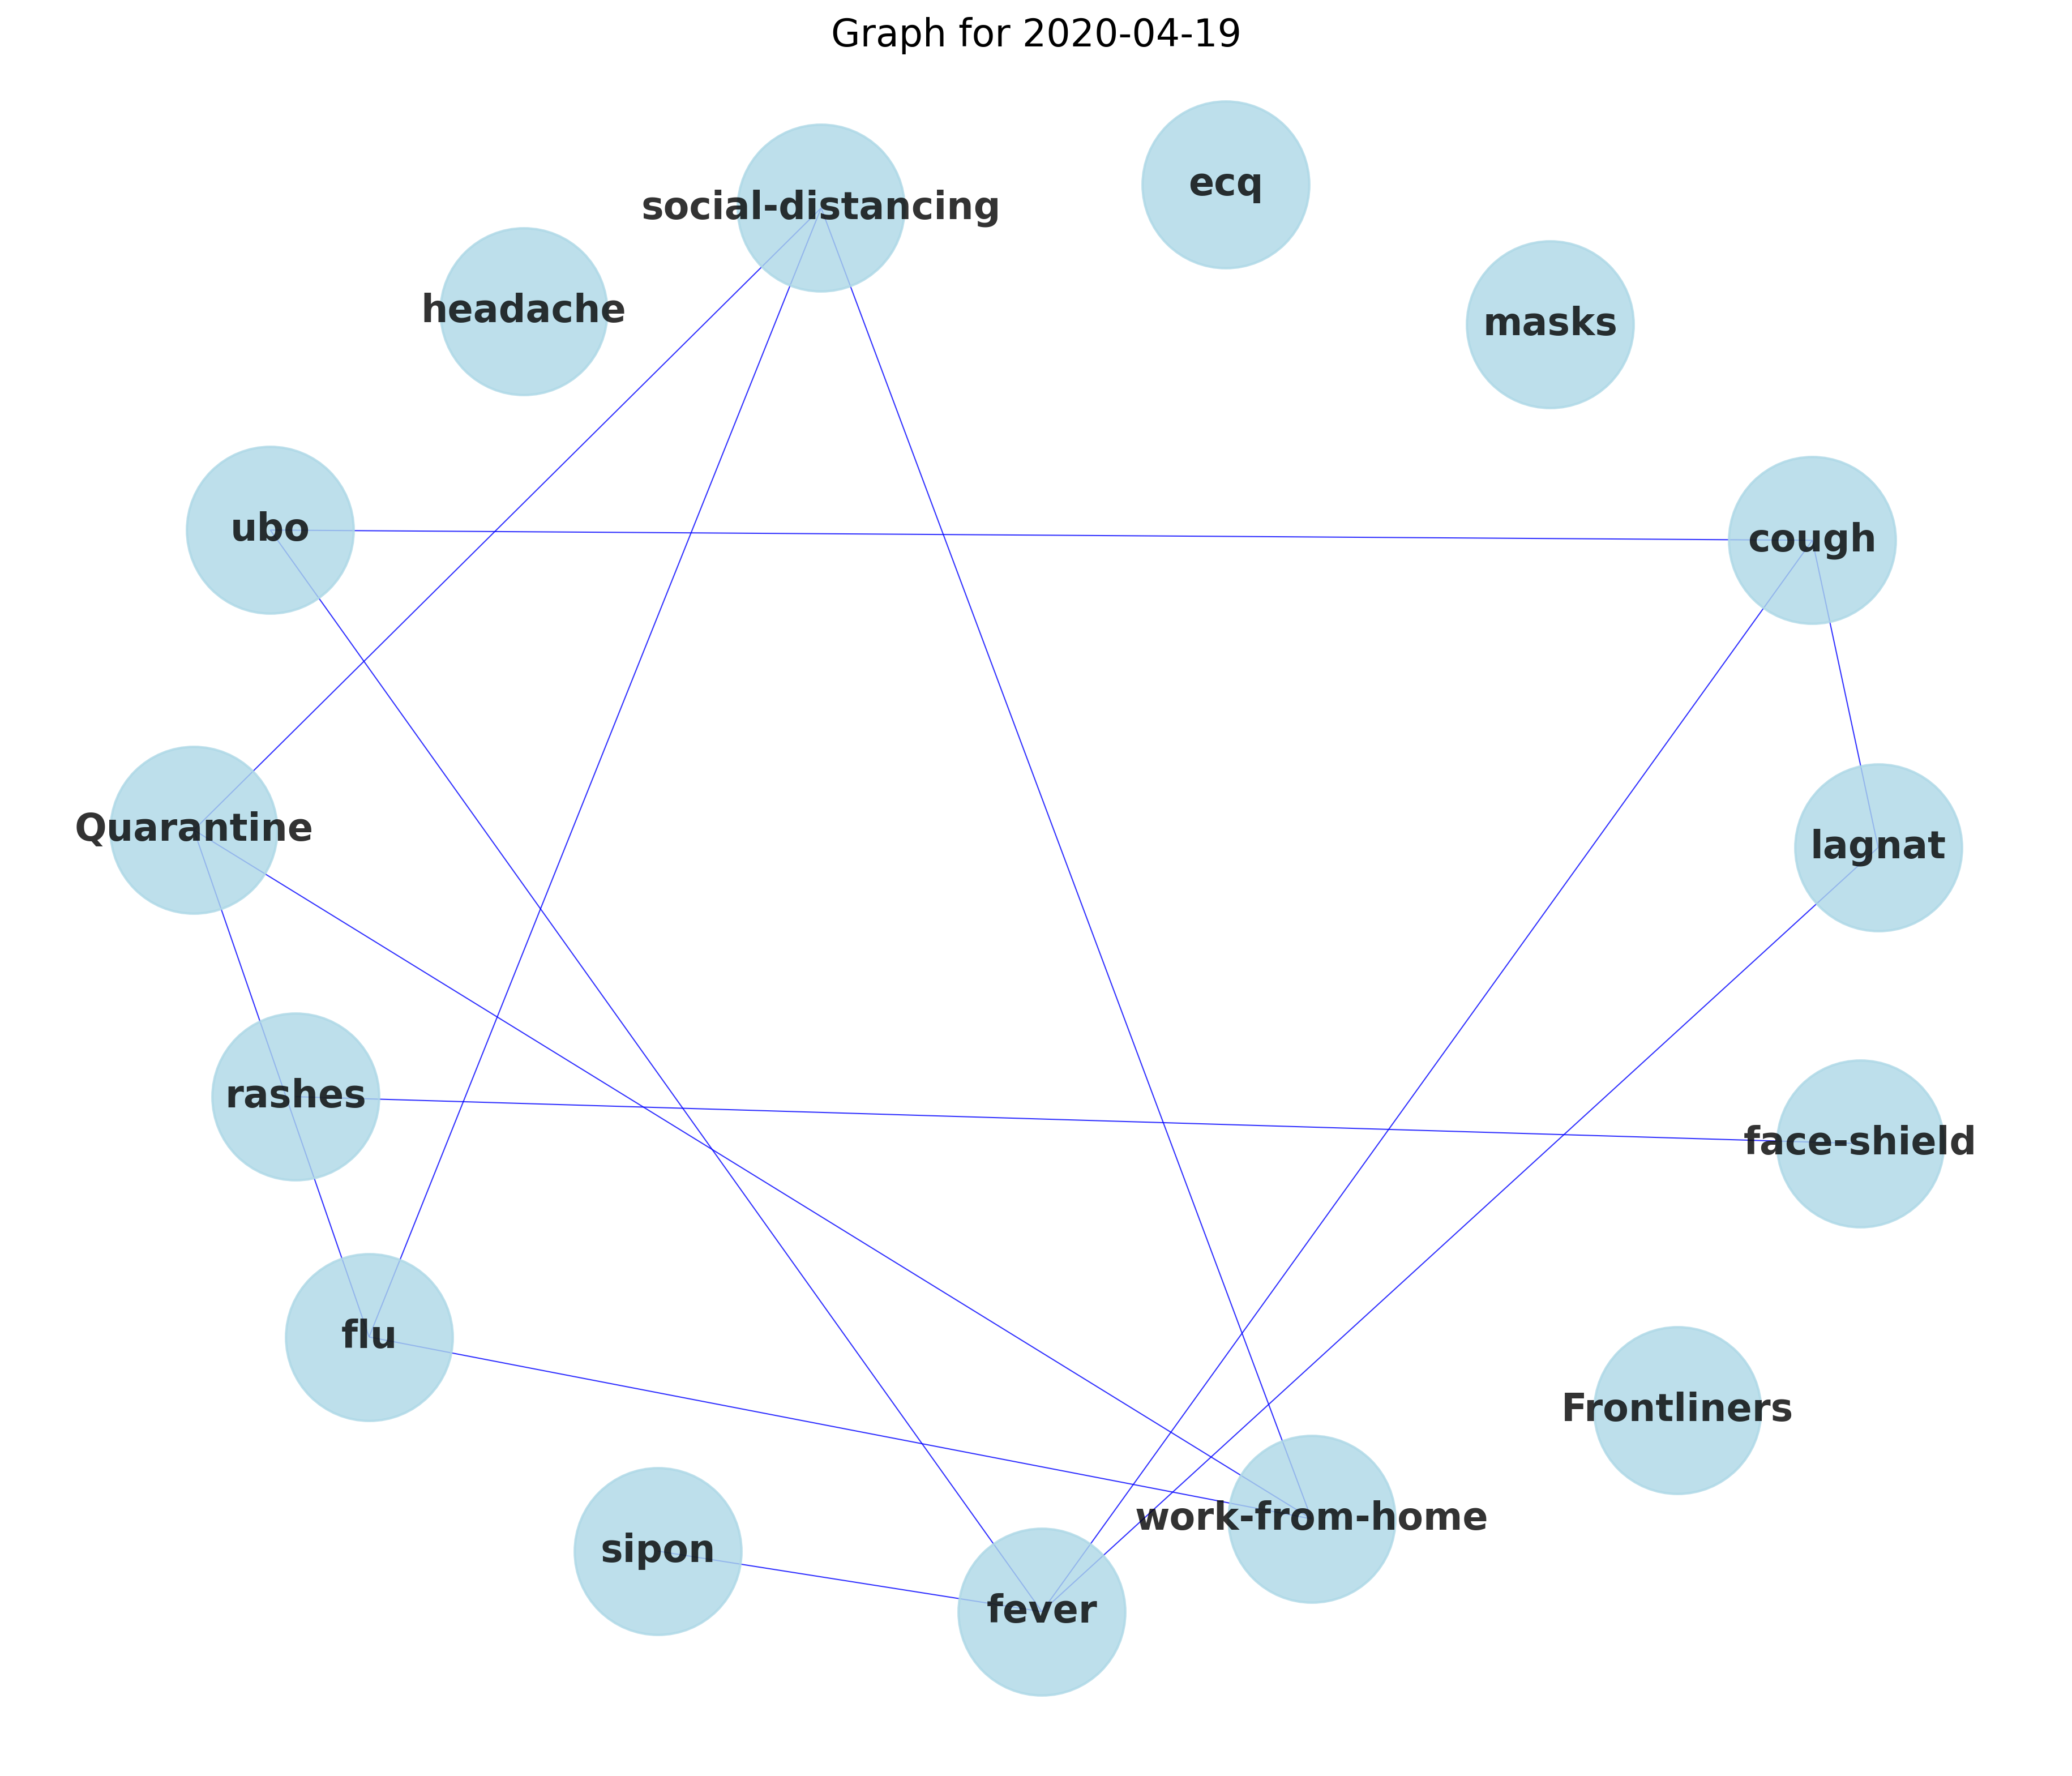 Graph for 2020-04-19
ecq
social-distancing
headache
masks
ubo
cough
Quarantine
lagnat
rashes
face-shield
flu
Frontliners
work-from-home
sipon
fever